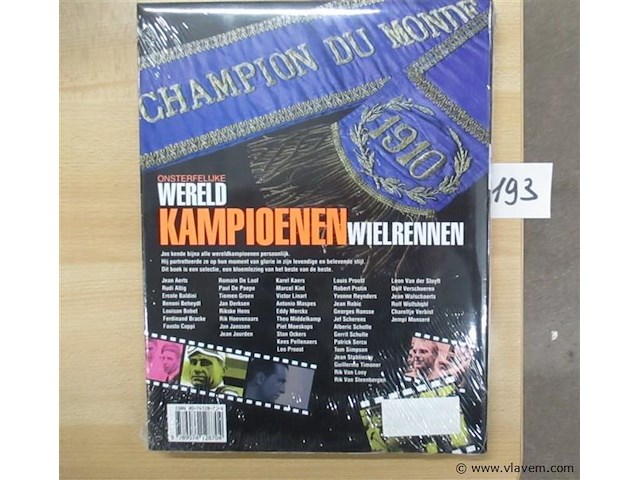 CHAMPION DU MONDE
1910
ONSTERFELIJKE
WERELD
KAMPIOENEN WIELRENNEN
193
Jos kende bijna alle wereldkampioenen persoonlijk.
Hij portretteerde ze op hun moment van glorie in zijn levendige en belevende stijl.
Dit boek is een selectie, een bloemlezing van het beste van de beste.
Jean Aerts
Rudi Altig
Ercole Baldini
Benoni Beheydt
Louison Bobet
Ferdinand Bracke
Fausto Coppi
Romain De Loof
Paul De Paepe
Tiemen Groen
Jan Derksen
Rikske Hens
Rik Hoevenaars
Jan Janssen
Jean Jourden
Karel Kaers
Marcel Kint
Victor Linart
Antonio Maspes
Eddy Merckx
Theo Middelkamp
Piet Moeskops
Stan Ockers
Kees Pellenaers
Leo Proost
Louis Proost
Robert Protin
Yvonne Reynders
Jean Robic
Georges Ronsse
Jef Scherens
Alberic Schotte
Gerrit Schulte
Patrick Sercu
Tom Simpson
Jean Stablinsky
Guillermo Timoner
Rik Van Looy
Rik Van Steenbergen
Leon Van der Stuyft
Dolf Verschueren
Jean Walschaerts
Rolf Wolfshohl
Chareltje Verbist
Jempi Monseré
© www.vlavem.com